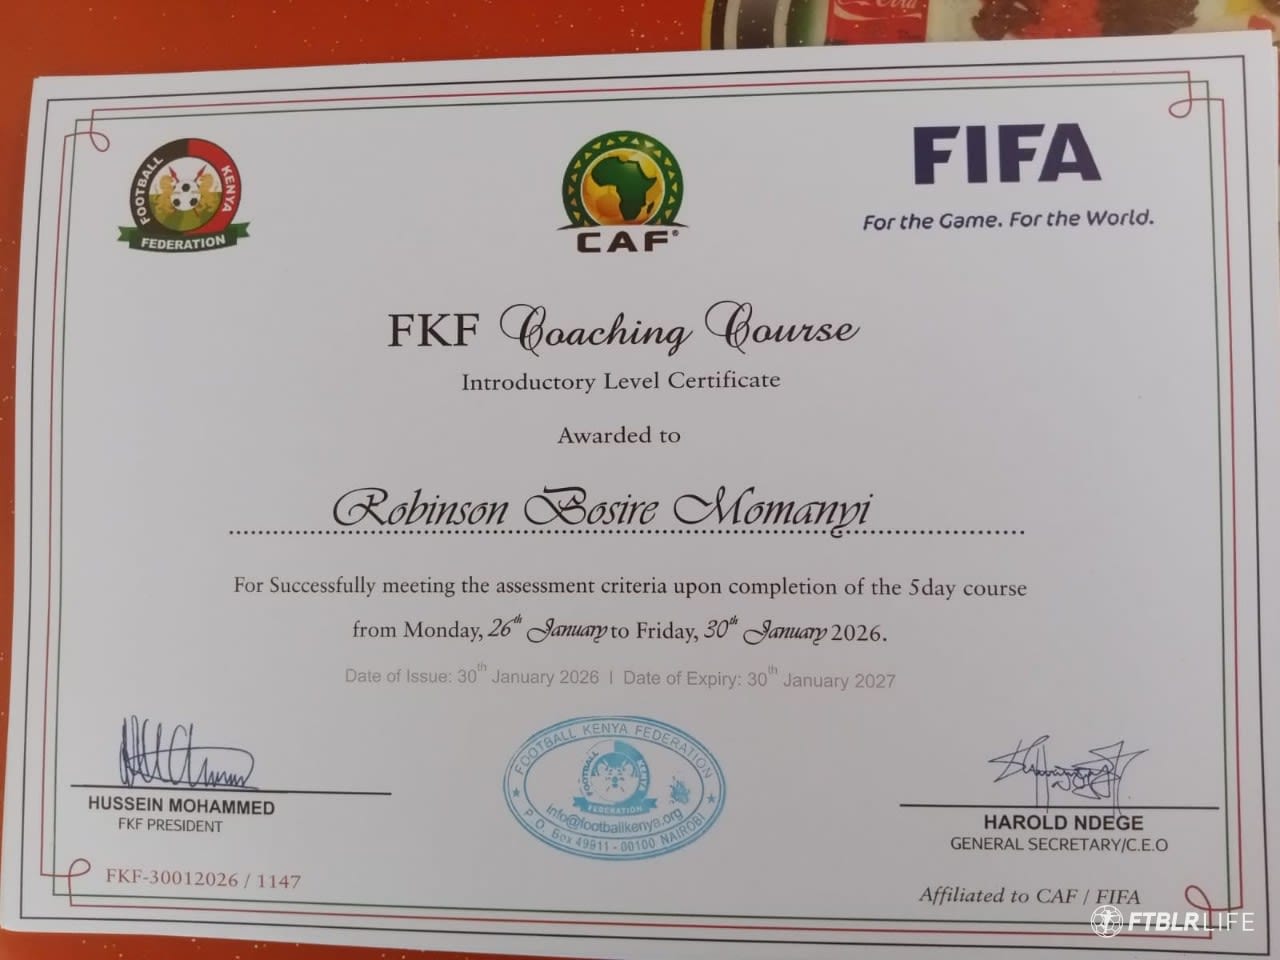 Cola
FOOTBALL KENYA
FEDERATION
CAF®
FIFA
For the Game. For the World.
FKF Coaching Course
Introductory Level Certificate
Awarded to
Robinson Bosire Momanyi
For Successfully meeting the assessment criteria upon completion of the 5day course
from Monday, 26th January to Friday, 30th January 2026.
Date of Issue: 30th January 2026 | Date of Expiry: 30th January 2027
HUSSEIN MOHAMMED
FKF PRESIDENT
FKF-30012026 / 1147
FOOTBALL KENYA FEDERATION
FOOTBALL KENYA
FEDERATION
info@footballkenya.org
P.O. Box 49911 - 00100 NAIROBI
HAROLD NDEGE
GENERAL SECRETARY/C.E.O
Affiliated to CAF / FIFA
FTBLRLIFE